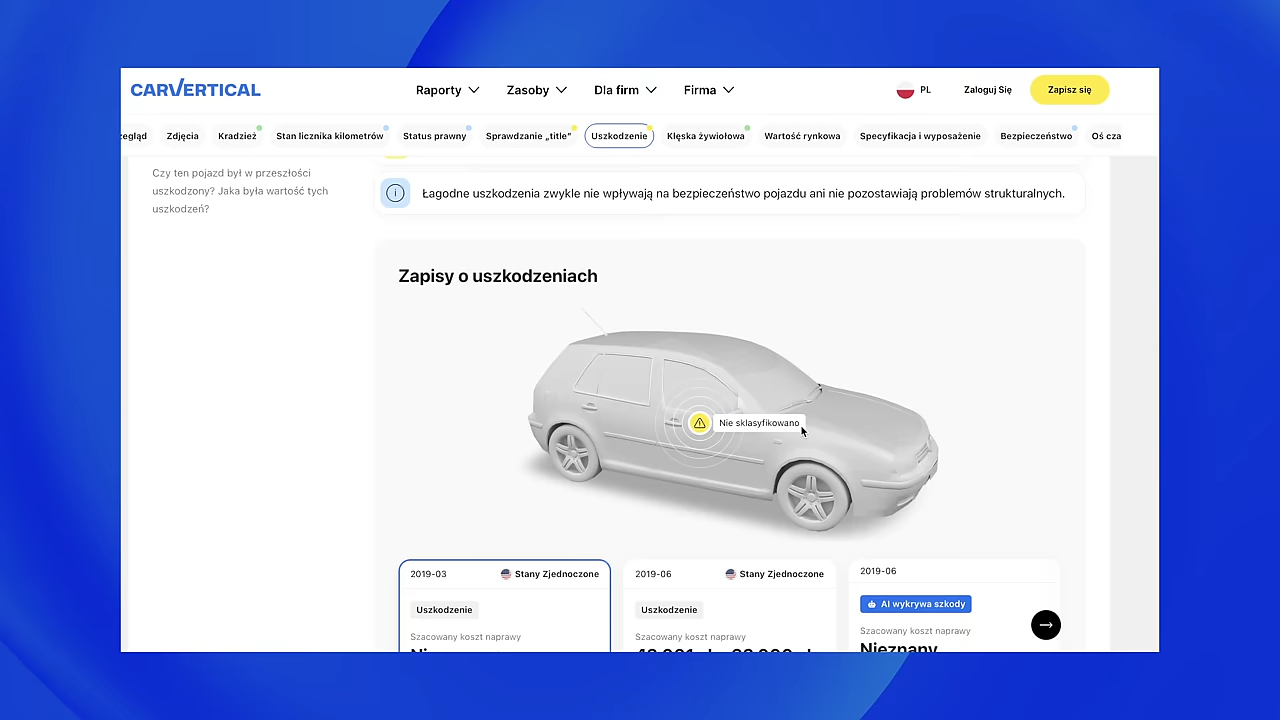 CARVERTICAL
Raporty Zasoby Dla firm Firma PL Zaloguj Się Zapisz się
Zdjęcia Kradzież Stan licznika kilometrów Status prawny Sprawdzanie „title” Uszkodzenie Klęska żywiołowa Wartość rynkowa Specyfikacja i wyposażenie Bezpieczeństwo Oś cza
Czy ten pojazd był w przeszłości
uszkodzony? Jaka była wartość tych
uszkodzeń?
Łagodne uszkodzenia zwykle nie wpływają na bezpieczeństwo pojazdu ani nie pozostawiają problemów strukturalnych.
Zapisy o uszkodzeniach
Nie sklasyfikowano
2019-03 Stany Zjednoczone
Uszkodzenie
Szacowany koszt naprawy
2019-06 Stany Zjednoczone
Uszkodzenie
Szacowany koszt naprawy
2019-06
AI wykrywa szkody
Szacowany koszt naprawy
Nieznany